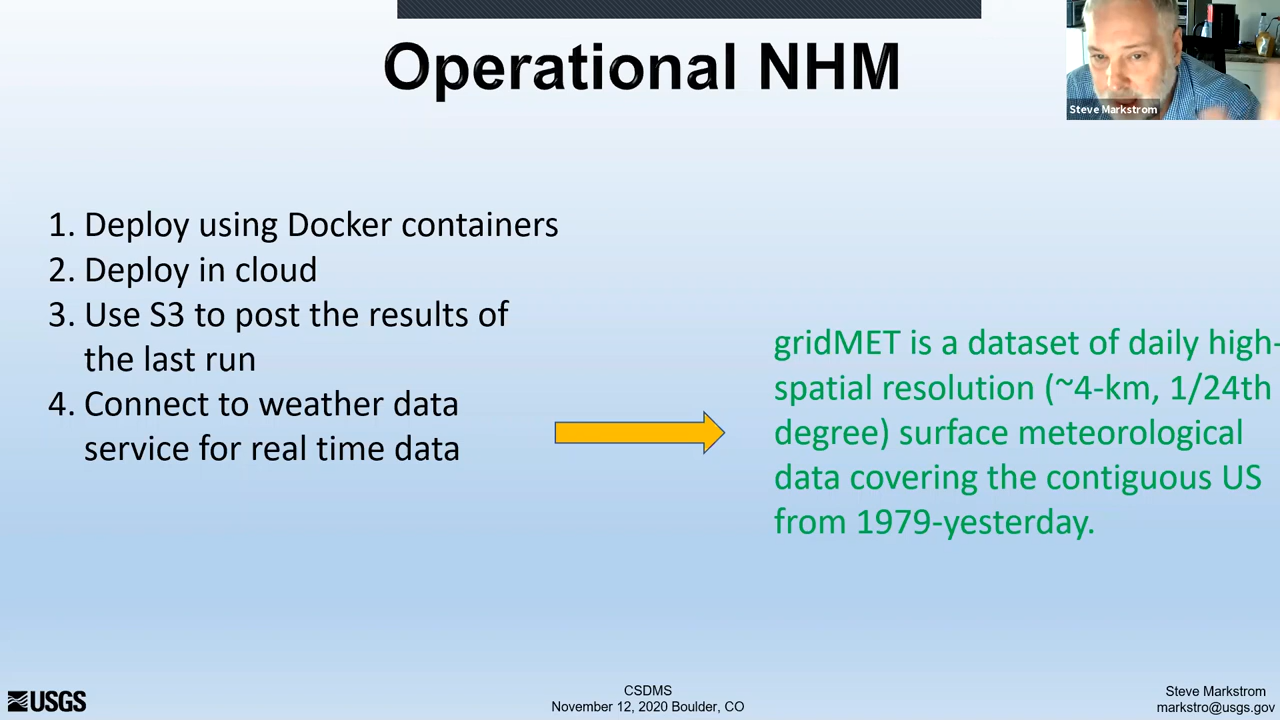 Operational NHM
Steve Markstrom
1. Deploy using Docker containers
2. Deploy in cloud
3. Use S3 to post the results of
the last run
4. Connect to weather data
service for real time data
gridMET is a dataset of daily high-
spatial resolution (~4-km, 1/24th
degree) surface meteorological
data covering the contiguous US
from 1979-yesterday.
USGS
CSDMS
November 12, 2020 Boulder, CO
Steve Markstrom
markstro@usgs.gov